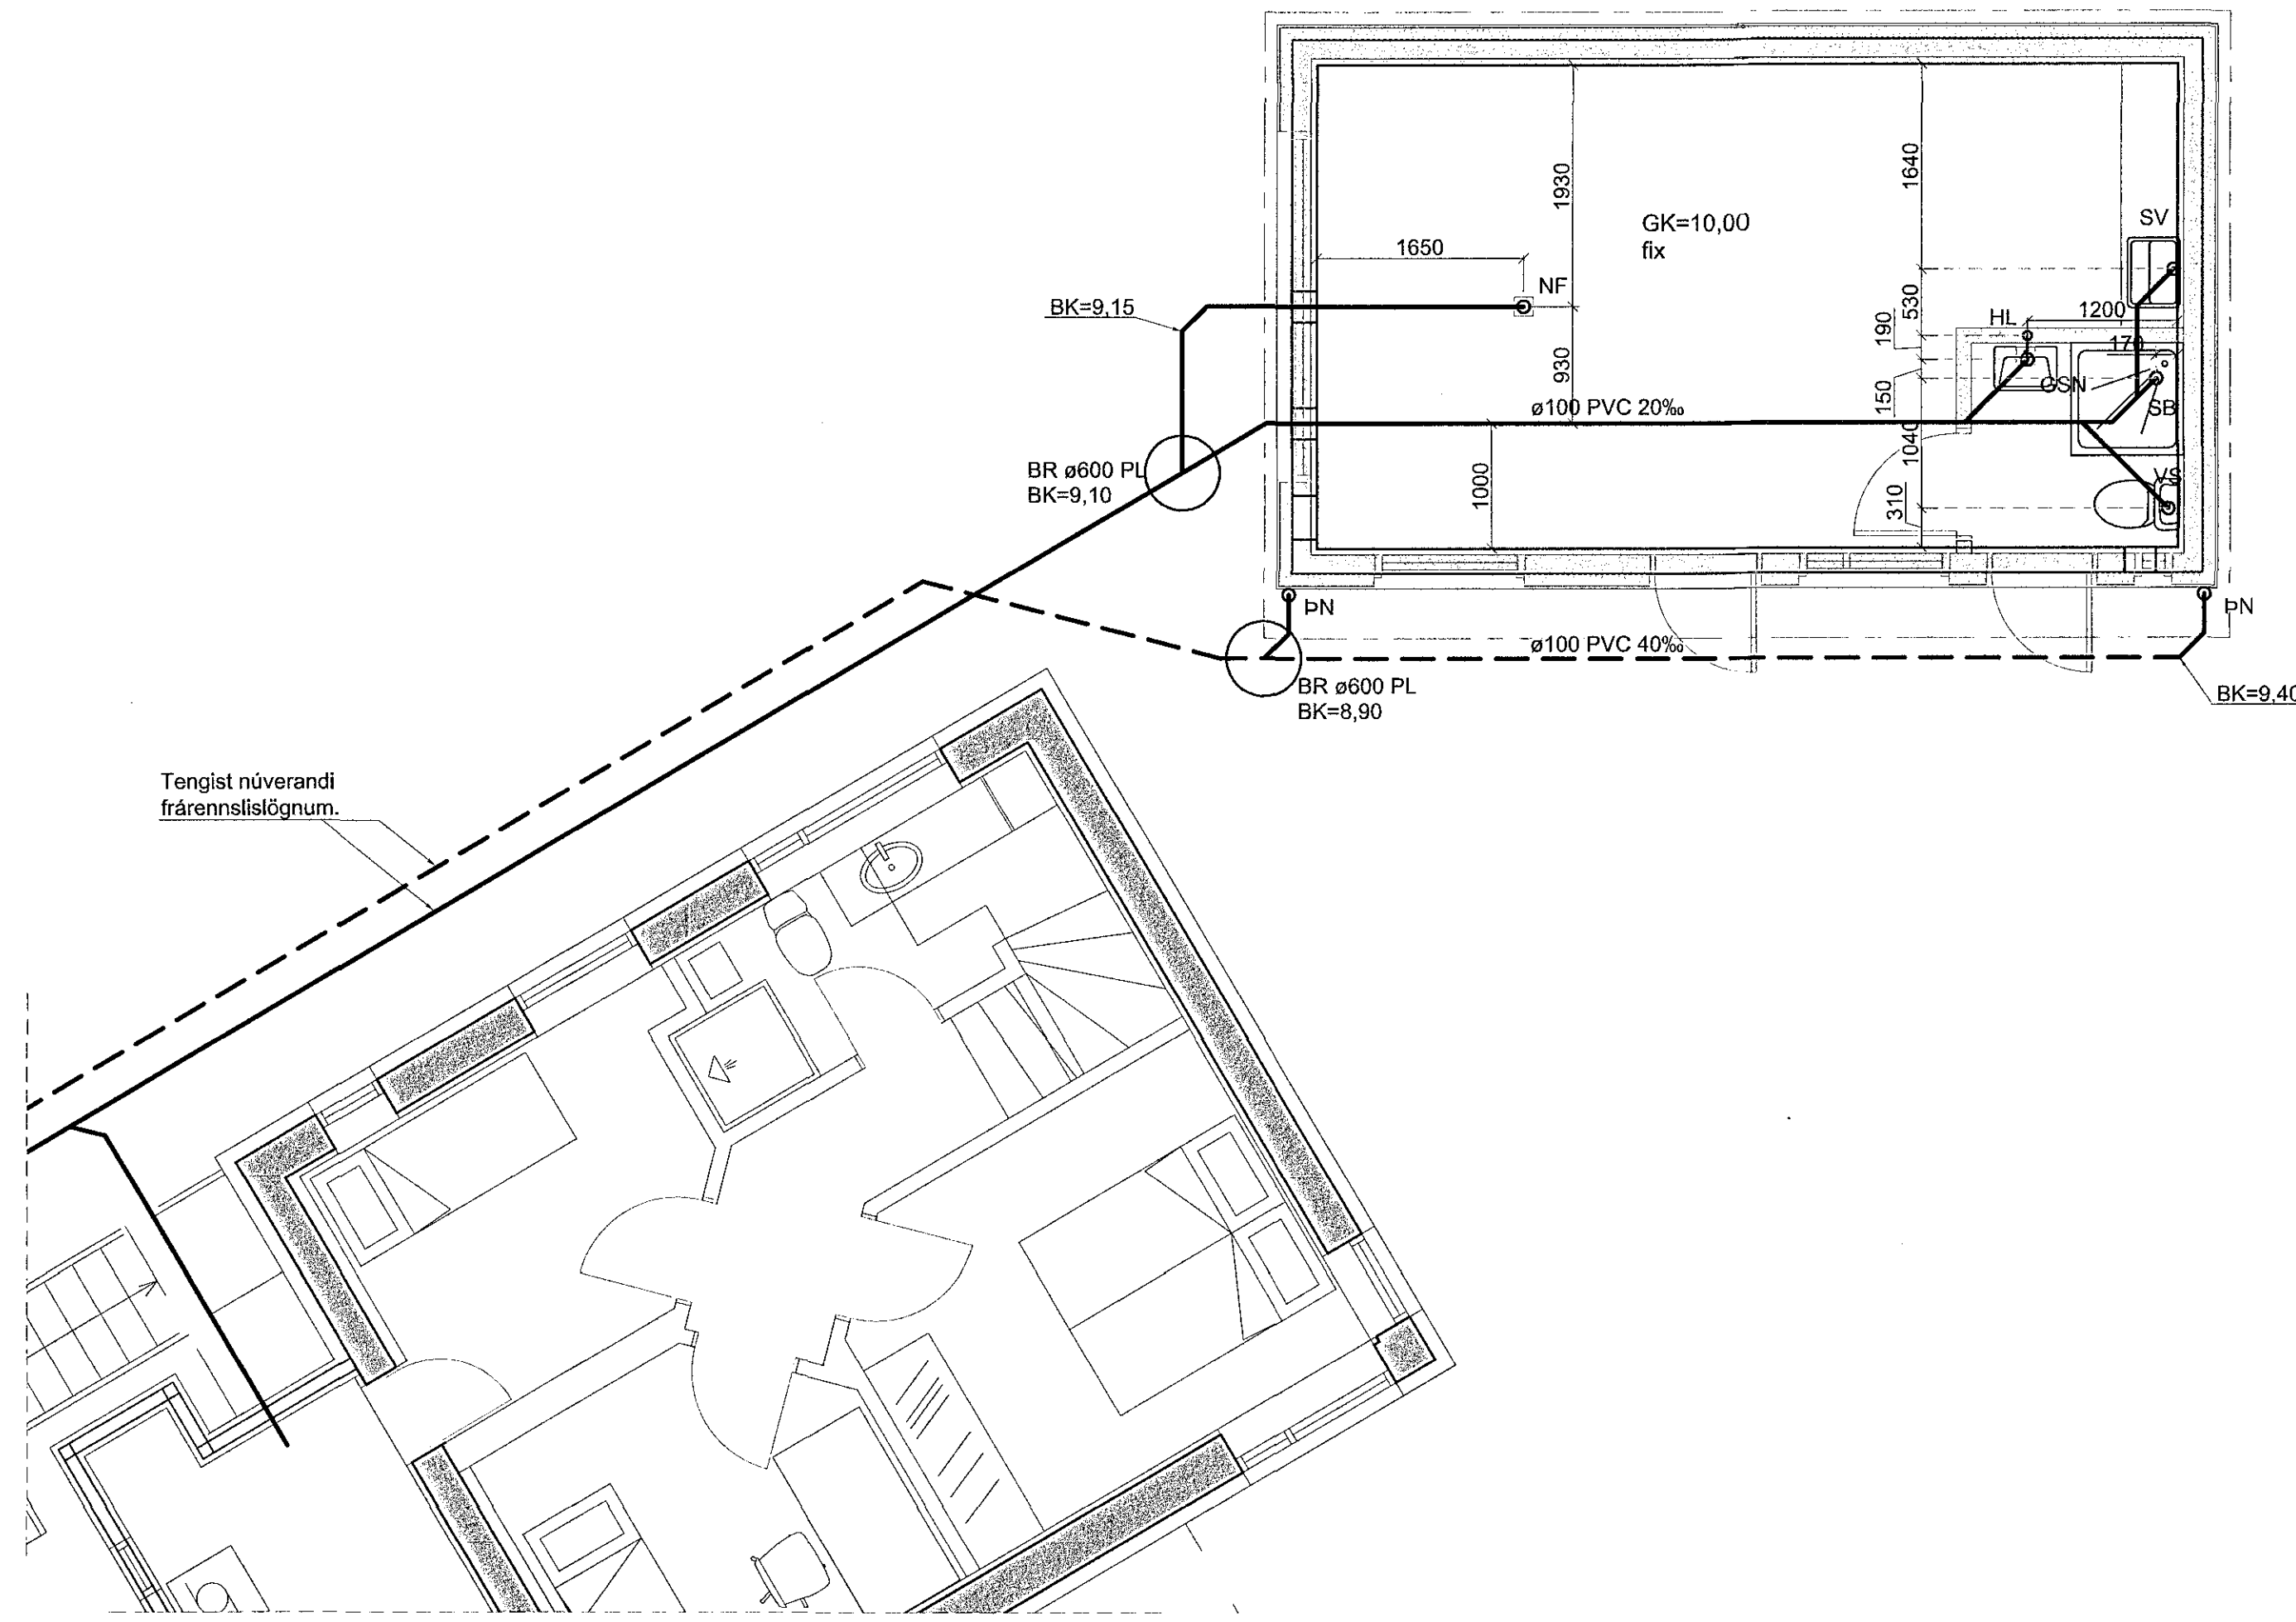 1930
1640
GK=10,00
fix
SV
1650
NF
BK=9,15
530
1200
HL
190
170
930
GSN
150
SB
ø100 PVC 20‰
1040
BR ø600 PL
BK=9,10
1000
VS
310
ÞN
ÞN
ø100 PVC 40‰
BR ø600 PL
BK=8,90
BK=9,40
Tengist núverandi
frárennslislögnum.